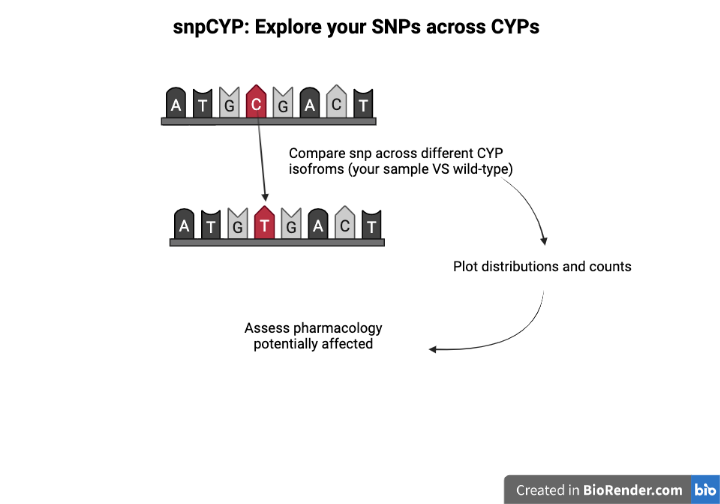 snpCYP: Explore your SNPs across CYPs
A T G C G A C T
Compare snp across different CYP
isofroms (your sample VS wild-type)
A T G T G A C T
Plot distributions and counts
Assess pharmacology
potentially affected
Created in BioRender.com bio